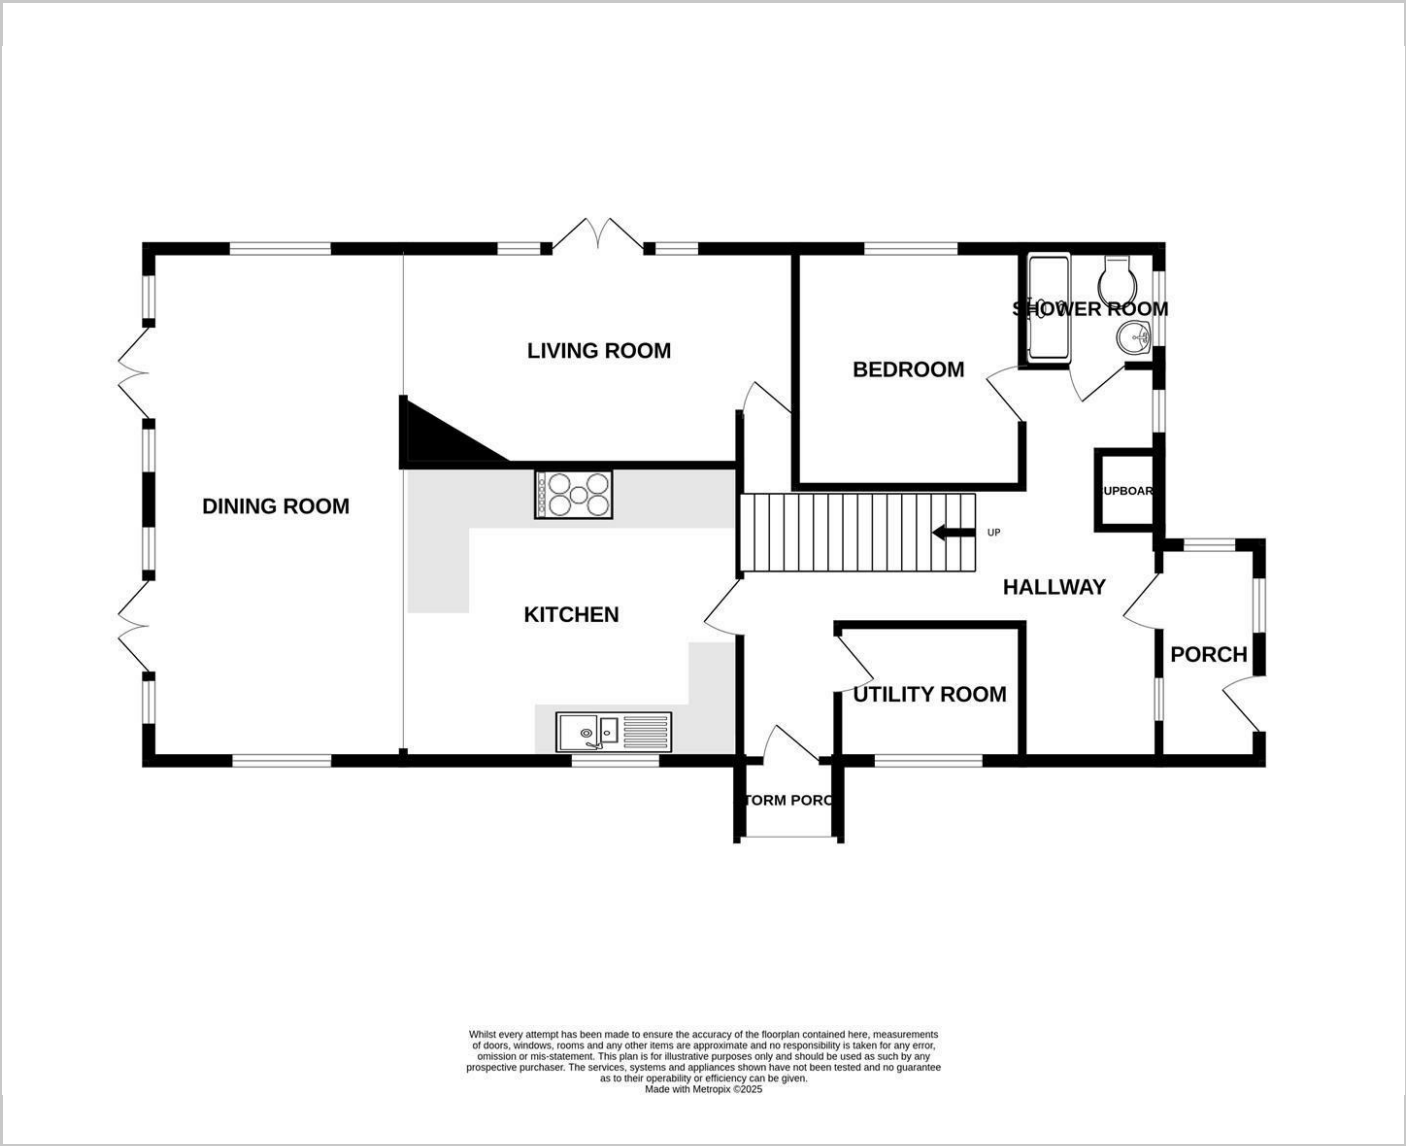 SHOWER ROOM
LIVING ROOM
BEDROOM
CUPBOARD
DINING ROOM
UP
HALLWAY
KITCHEN
PORCH
UTILITY ROOM
STORM PORCH
Whilst every attempt has been made to ensure the accuracy of the floorplan contained here, measurements
of doors, windows, rooms and any other items are approximate and no responsibility is taken for any error,
omission or mis-statement. This plan is for illustrative purposes only and should be used as such by any
prospective purchaser. The services, systems and appliances shown have not been tested and no guarantee
as to their operability or efficiency can be given.
Made with Metropix ©2025